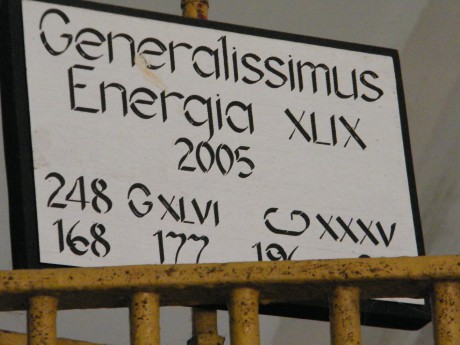 Generalissimus
Energia XLIX
2005
248 G XLVI G XXXV
168 177